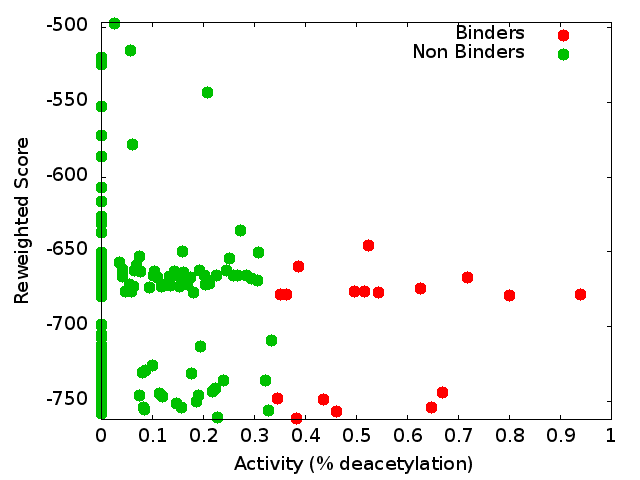 Binders
Non Binders
-500
-550
-600
-650
-700
-750
Reweighted Score
0 0.1 0.2 0.3 0.4 0.5 0.6 0.7 0.8 0.9 1
Activity (% deacetylation)